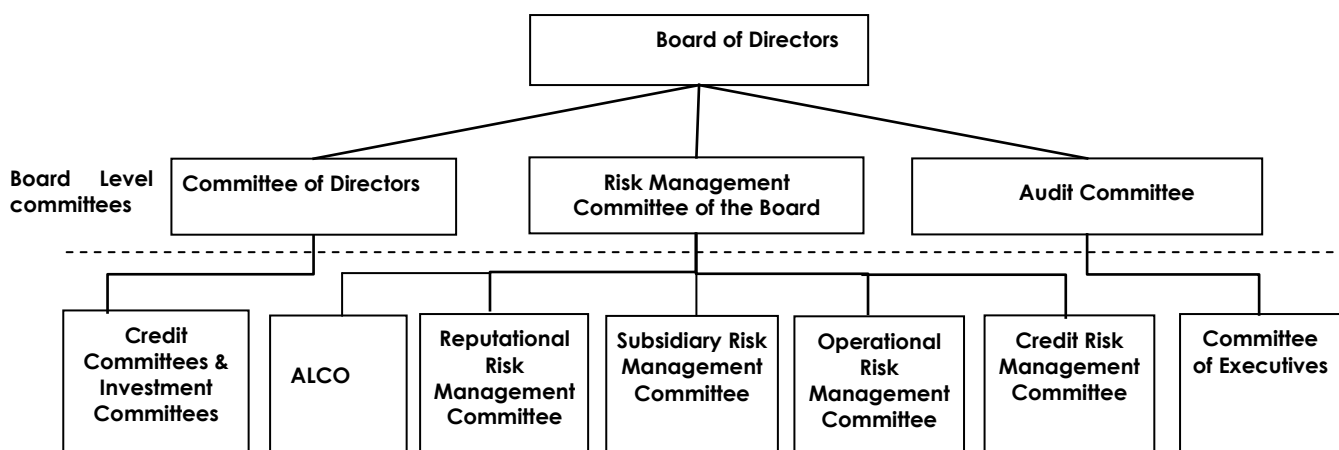 Board of Directors
Board Level
committees
Committee of Directors
Risk Management
Committee of the Board
Audit Committee
Credit
Committees &
Investment
Committees
ALCO
Reputational
Risk
Management
Committee
Subsidiary Risk
Management
Committee
Operational
Risk
Management
Committee
Credit Risk
Management
Committee
Committee
of Executives